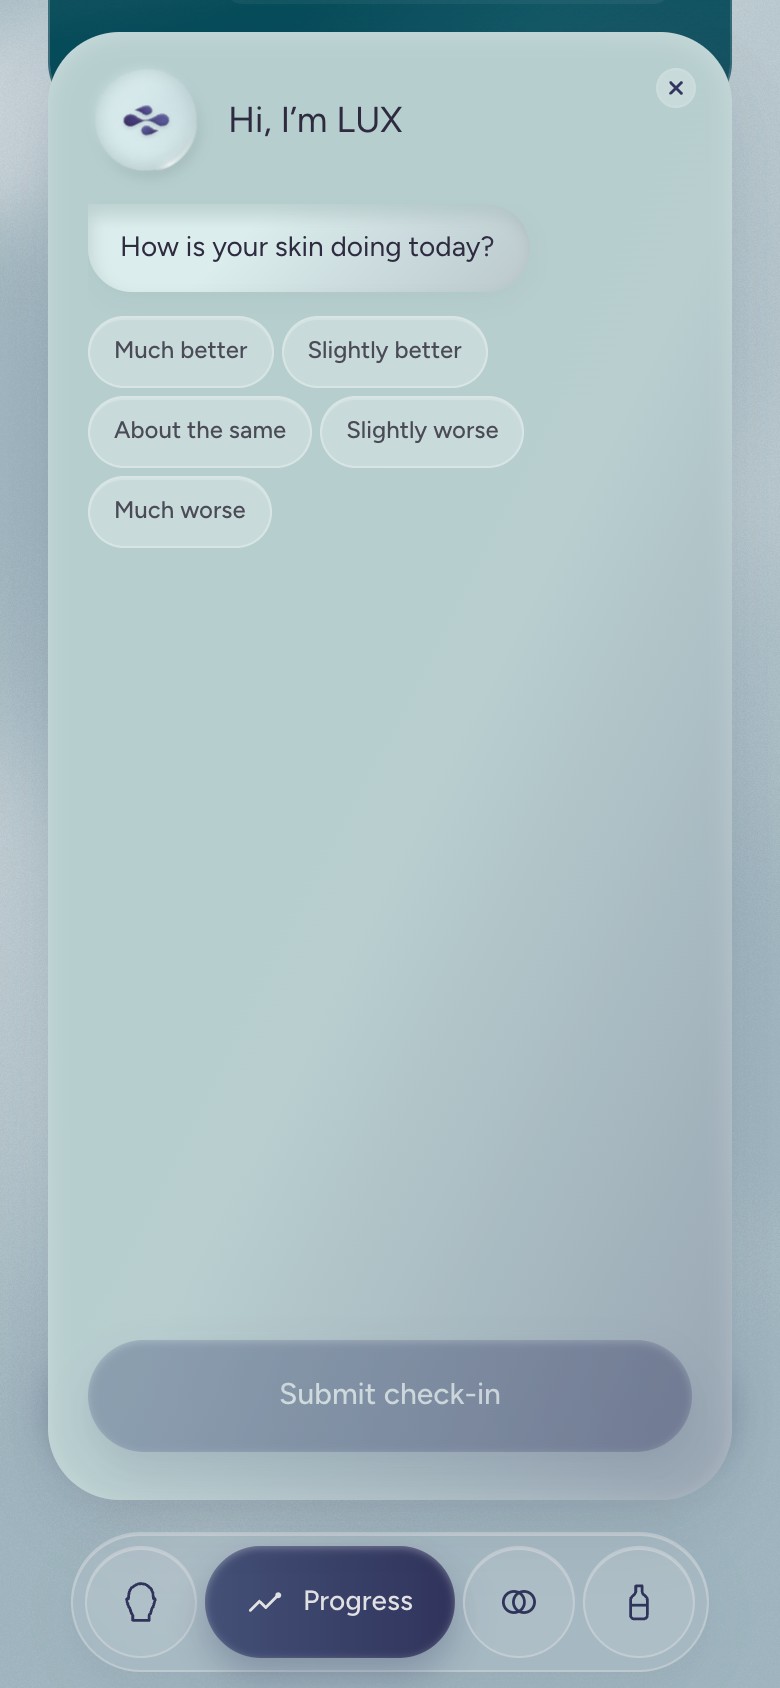 Hi, I’m LUX
How is your skin doing today?
Much better
Slightly better
About the same
Slightly worse
Much worse
Submit check-in
Progress